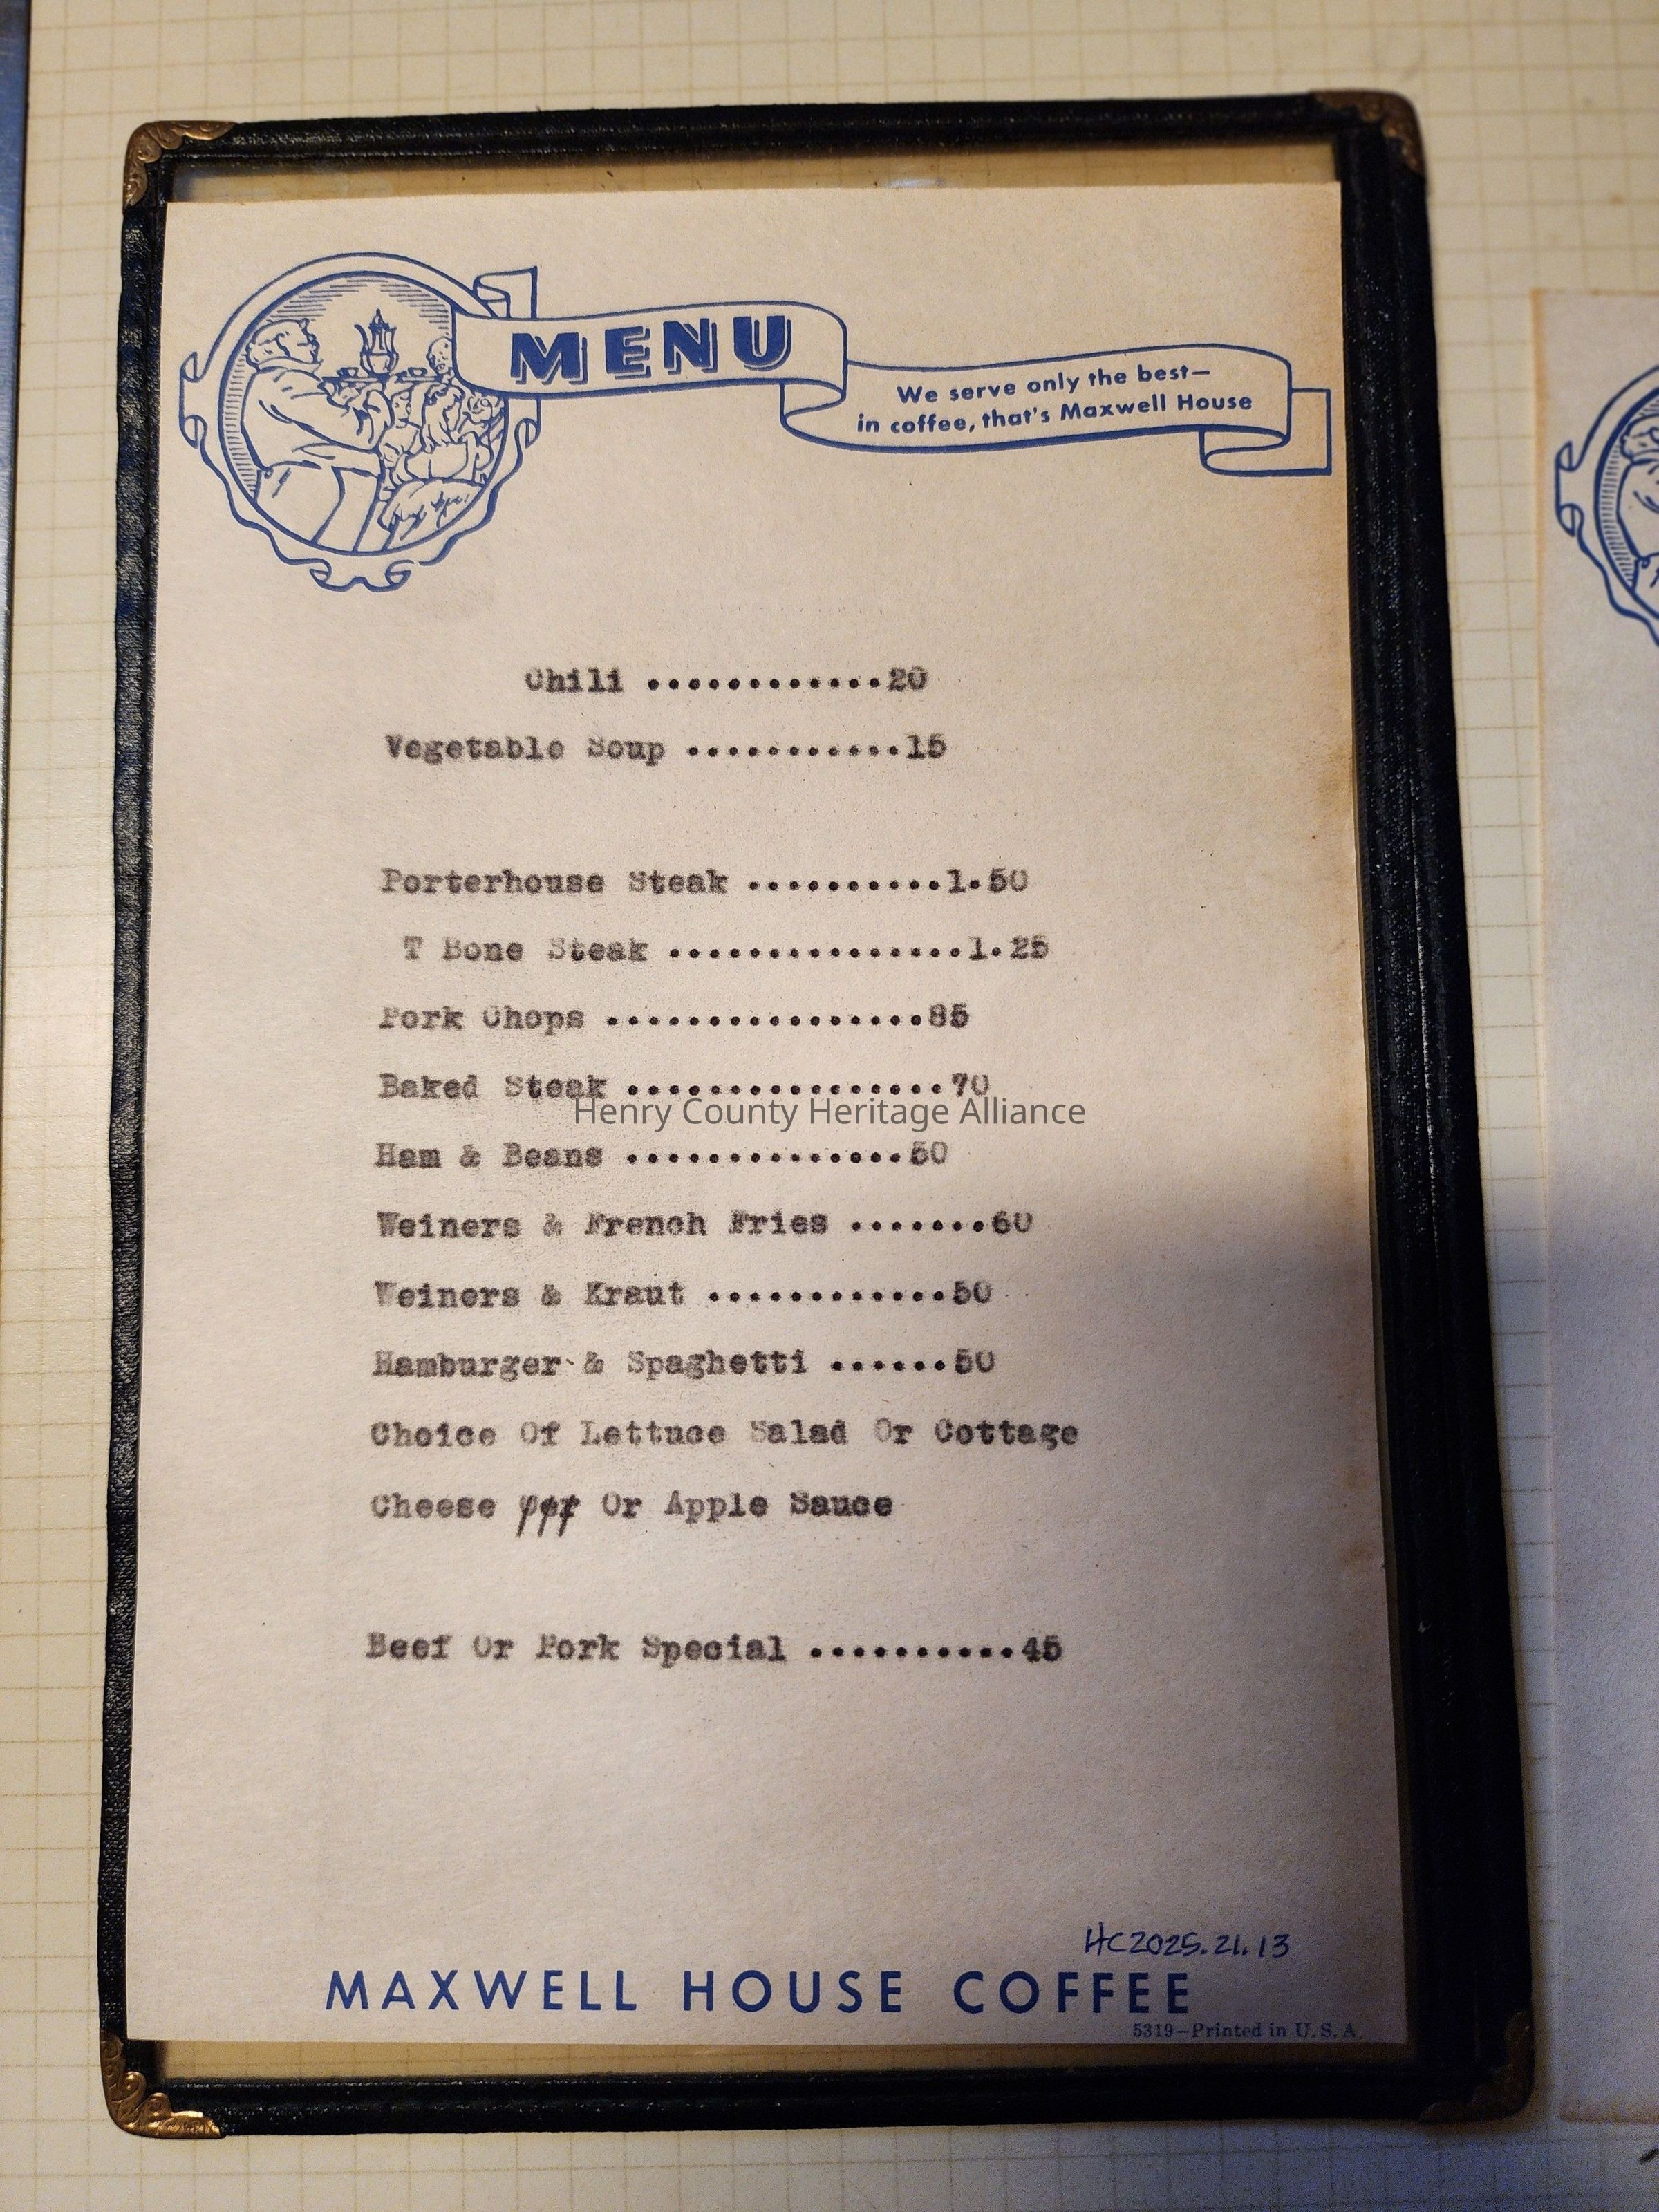 MENU
We serve only the best—
in coffee, that's Maxwell House
Chili ............20
Vegetable Soup ...........15
Porterhouse Steak ..........1.50
T Bone Steak ...............1.25
Pork Chops ................85
Baked Steak ................70
Henry County Heritage Alliance
Ham & Beans ..............50
Weiners & French Fries .......60
Weiners & Kraut ............50
Hamburger & Spaghetti ......50
Choice Of Lettuce Salad Or Cottage
Cheese Or Apple Sauce
Beef Or Pork Special ..........45
HC2025.21.13
MAXWELL HOUSE COFFEE
5319—Printed in U.S.A.